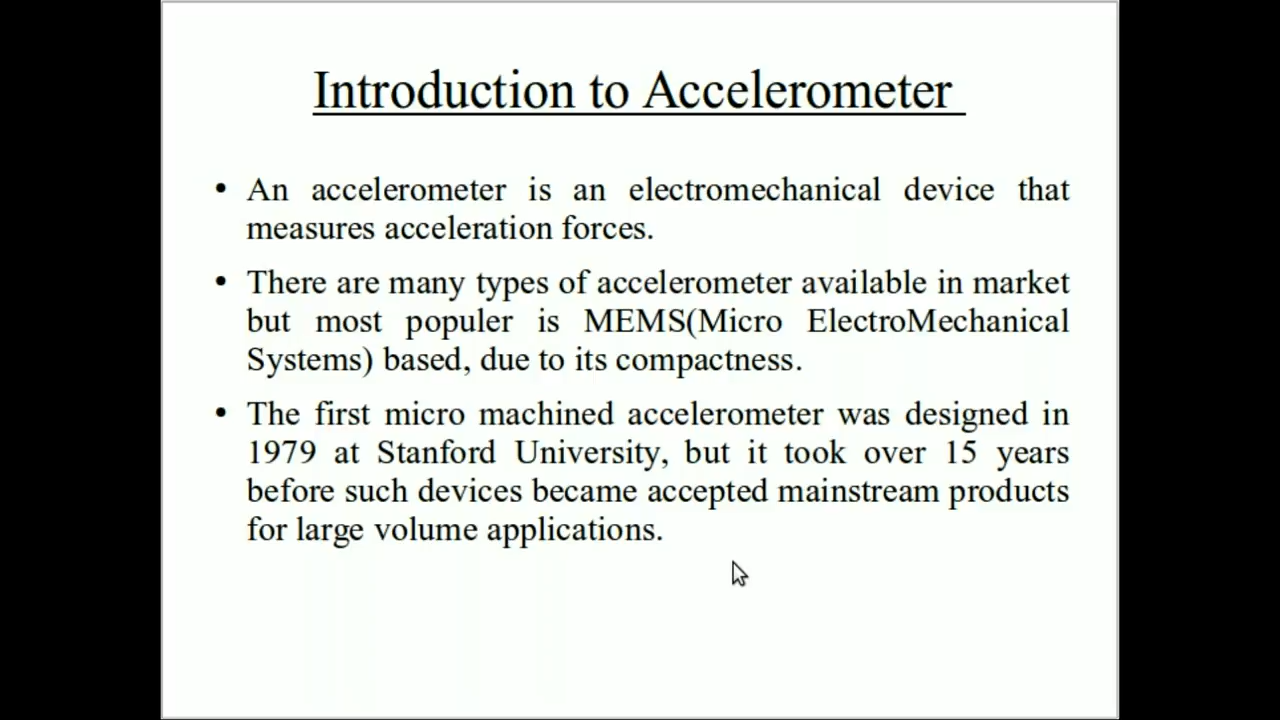 Introduction to Accelerometer
• An accelerometer is an electromechanical device that
measures acceleration forces.
• There are many types of accelerometer available in market
but most populer is MEMS(Micro ElectroMechanical
Systems) based, due to its compactness.
• The first micro machined accelerometer was designed in
1979 at Stanford University, but it took over 15 years
before such devices became accepted mainstream products
for large volume applications.